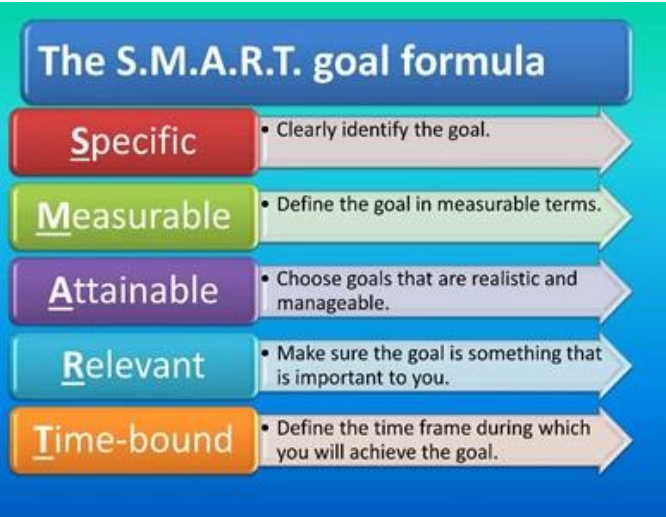 The S.M.A.R.T. goal formula
Specific
• Clearly identify the goal.
Measurable
• Define the goal in measurable terms.
Attainable
• Choose goals that are realistic and
manageable.
Relevant
• Make sure the goal is something that
is important to you.
Time-bound
• Define the time frame during which
you will achieve the goal.